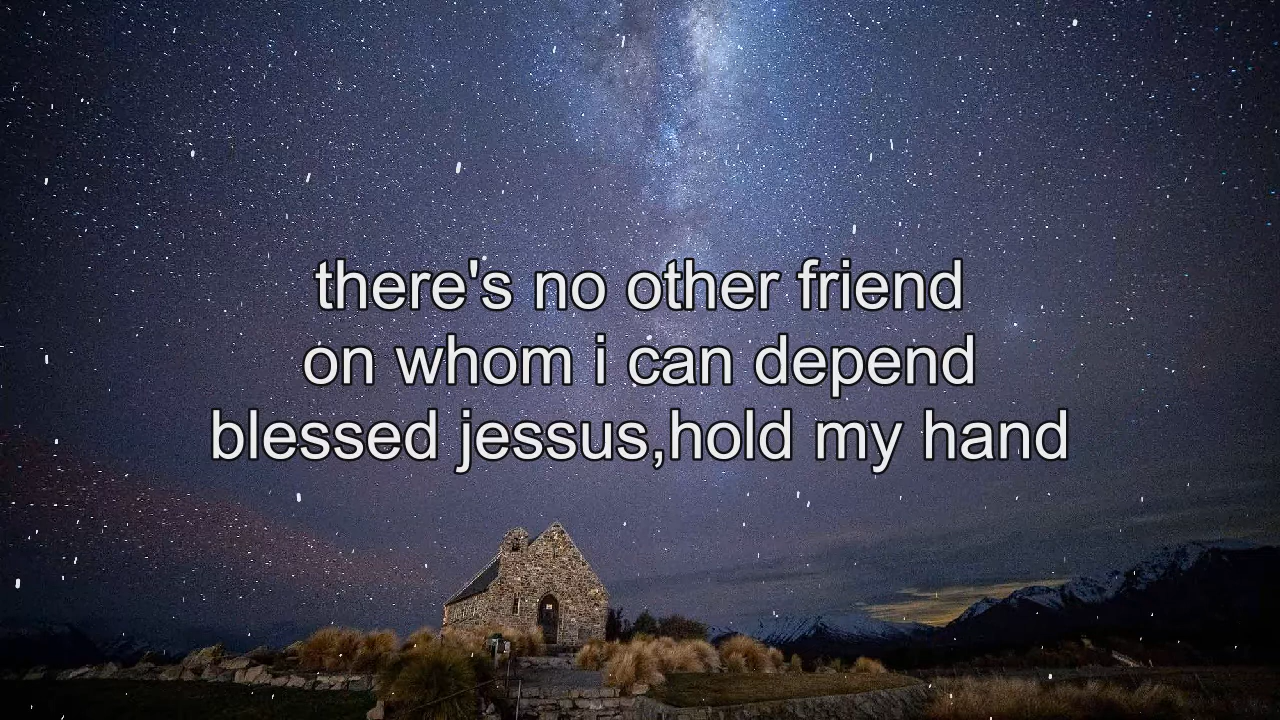 there's no other friend
on whom i can depend
blessed jessus,hold my hand